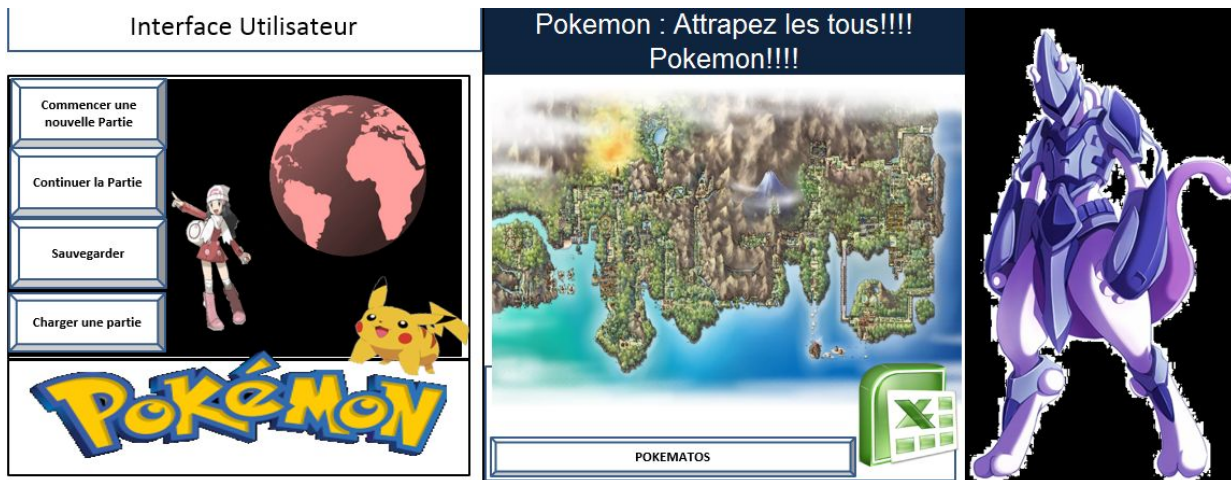 Interface Utilisateur
Commencer une
nouvelle Partie
Continuer la Partie
Sauvegarder
Charger une partie
POKéMON
Pokemon : Attrapez les tous!!!!
Pokemon!!!!
X
POKEMATOS